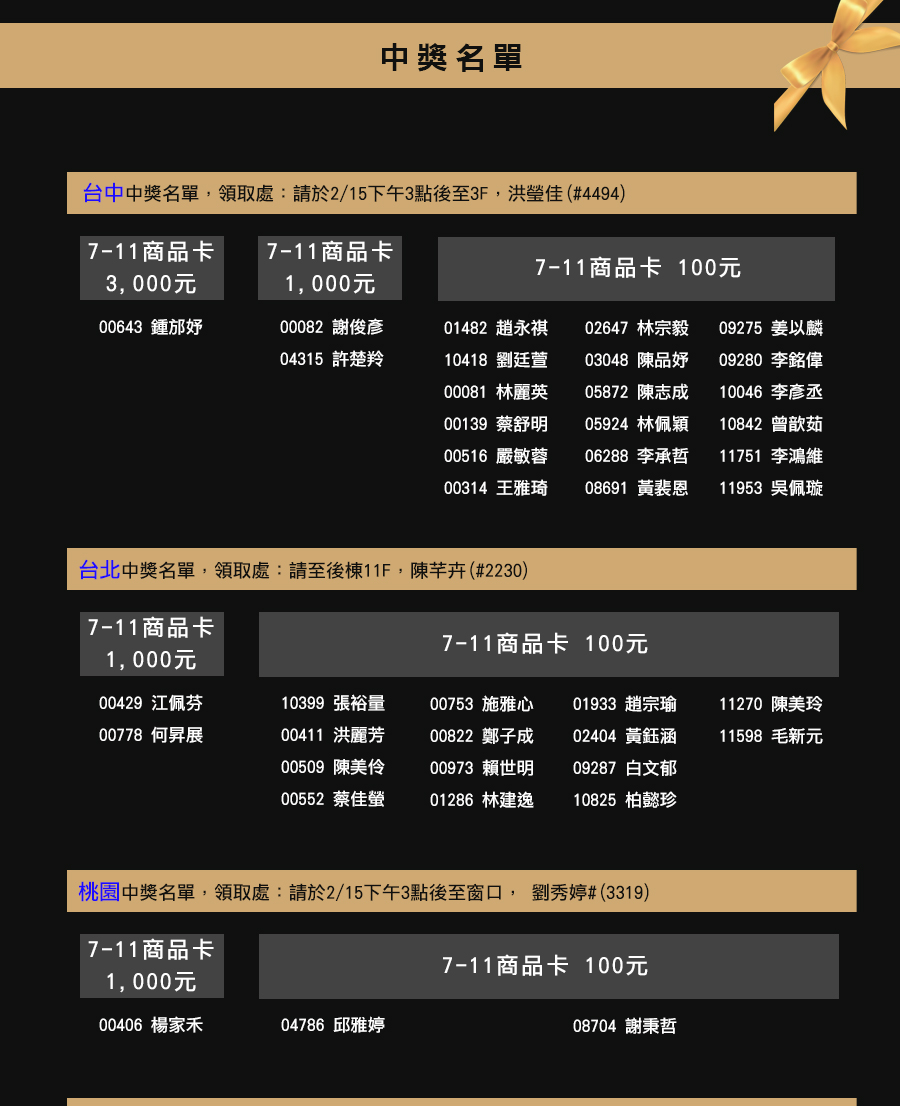 中獎名單
台中中獎名單，領取處：請於2/15下午3點後至3F，洪瑩佳(#4494)
7-11商品卡
3,000元
7-11商品卡
1,000元
7-11商品卡 100元
00643 鍾邡妤
00082 謝俊彥
04315 許楚羚
01482 趙永祺 02647 林宗毅 09275 姜以麟
10418 劉廷萱 03048 陳品妤 09280 李銘偉
00081 林麗英 05872 陳志成 10046 李彥丞
00139 蔡舒明 05924 林佩穎 10842 曾歆茹
00516 嚴敏蓉 06288 李承哲 11751 李鴻維
00314 王雅琦 08691 黃裴恩 11953 吳佩璇
台北中獎名單，領取處：請至後棟11F，陳芊卉(#2230)
7-11商品卡
1,000元
7-11商品卡 100元
00429 江佩芬
00778 何昇展
10399 張裕量 00753 施雅心 01933 趙宗瑜 11270 陳美玲
00411 洪麗芳 00822 鄭子成 02404 黃鈺涵 11598 毛新元
00509 陳美伶 00973 賴世明 09287 白文郁
00552 蔡佳螢 01286 林建逸 10825 柏懿珍
桃園中獎名單，領取處：請於2/15下午3點後至窗口， 劉秀婷#(3319)
7-11商品卡
1,000元
7-11商品卡 100元
00406 楊家禾 04786 邱雅婷 08704 謝秉哲